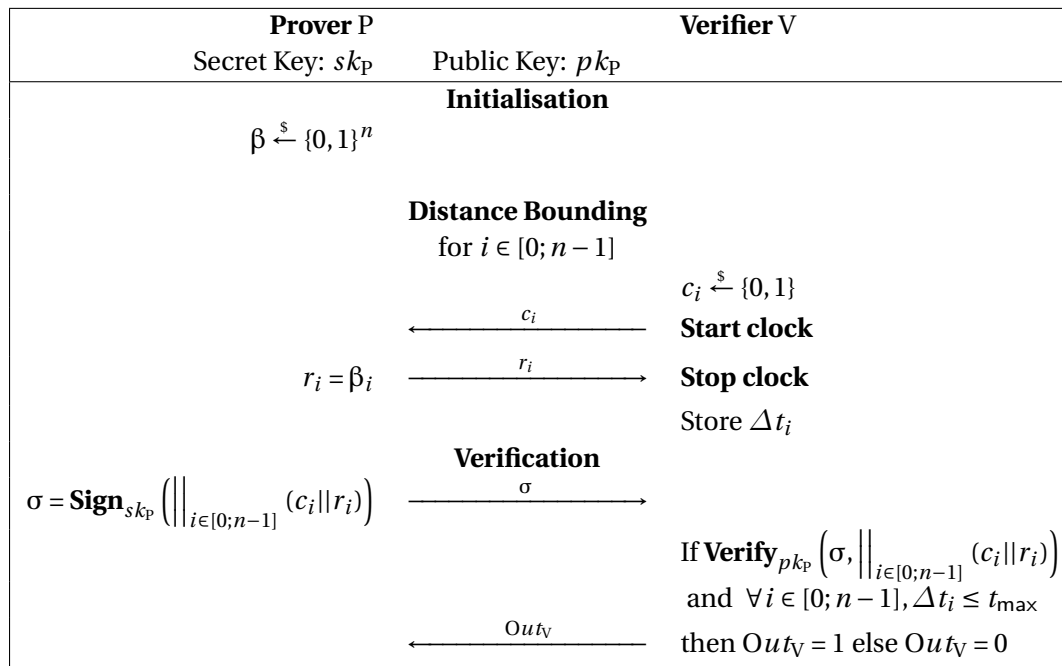 Prover P Verifier V
Secret Key: sk_P Public Key: pk_P
Initialisation
β ←$ {0,1}^n
Distance Bounding
for i ∈ [0; n − 1]
c_i ←$ {0,1}
c_i Start clock
r_i = β_i r_i Stop clock
Store Δt_i
Verification
σ = Sign_{sk_P} (||_{i∈[0;n−1]} (c_i||r_i)) σ
If Verify_{pk_P} (σ, ||_{i∈[0;n−1]} (c_i||r_i))
and ∀i ∈ [0; n − 1], Δt_i ≤ t_max
Out_V then Out_V = 1 else Out_V = 0